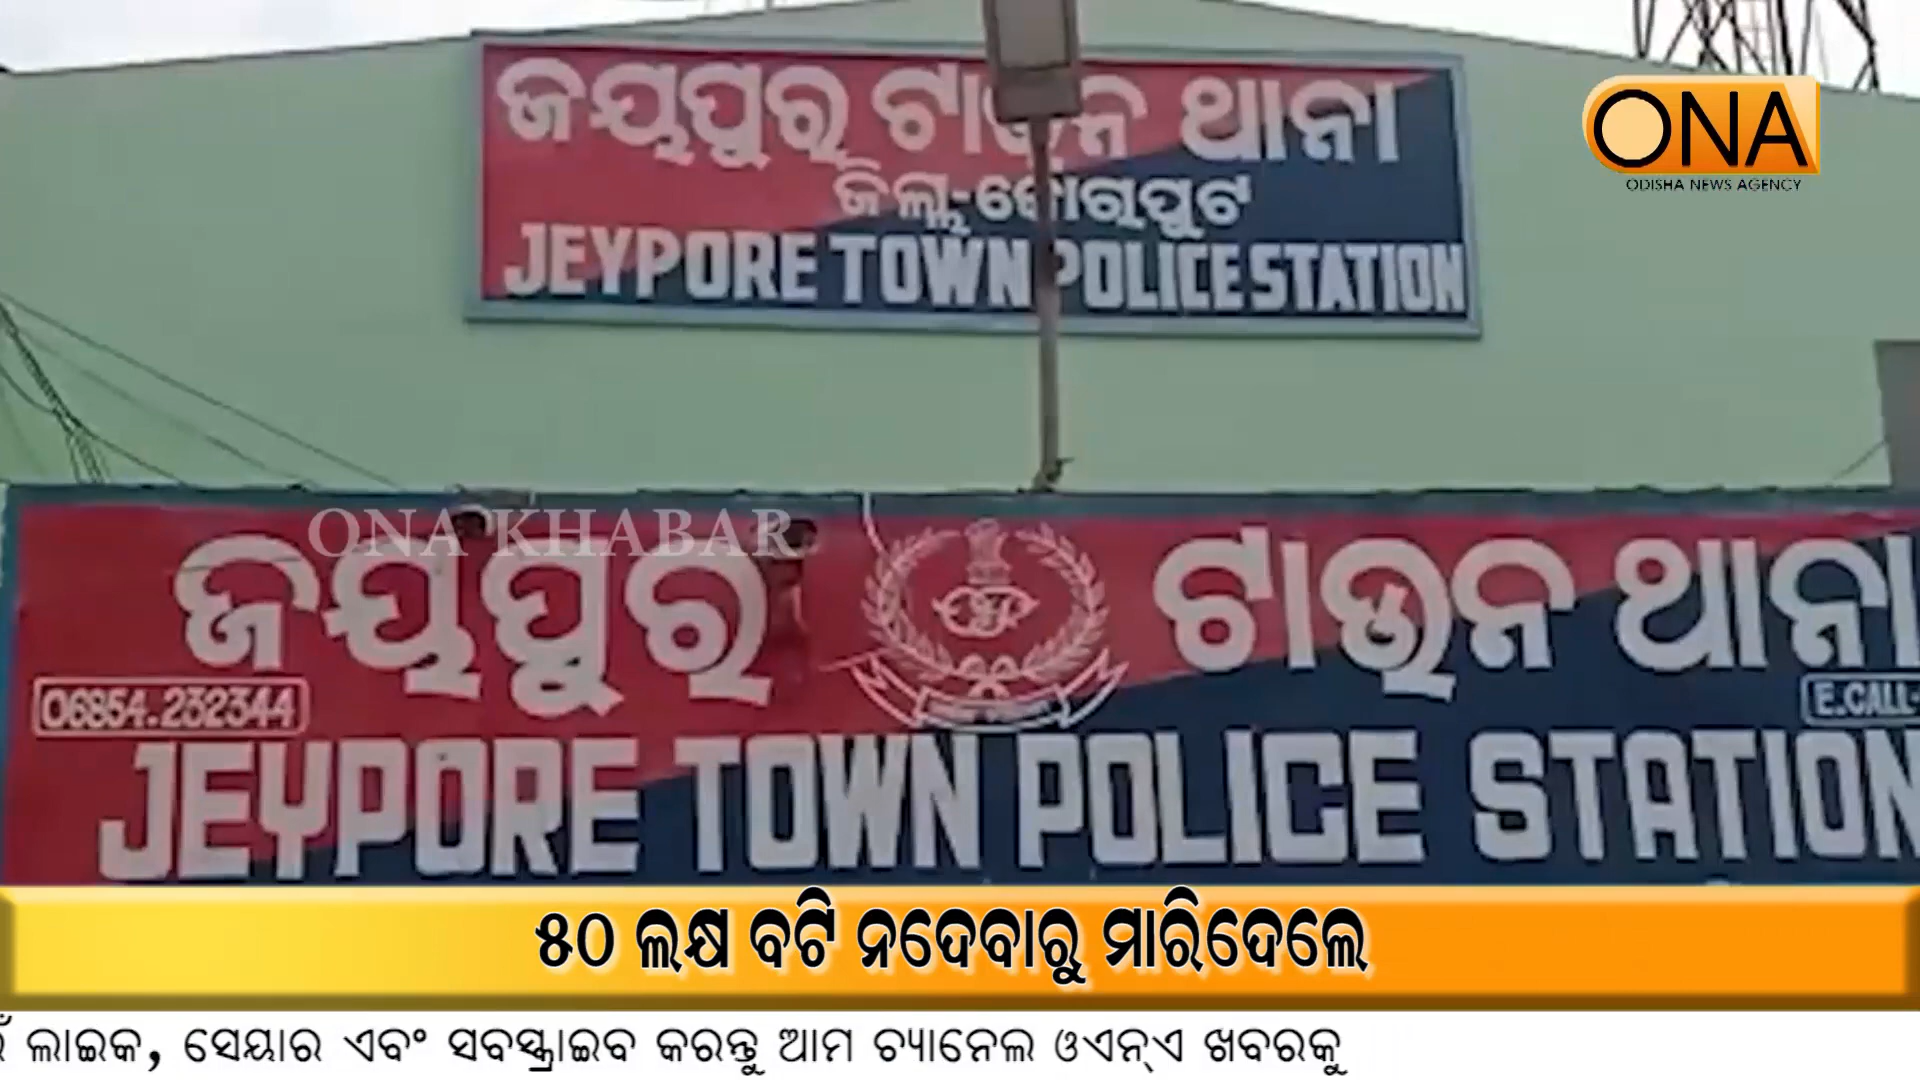 ଜୟପୁର ଟାଉନ ଥାନା
ଜିଲ୍ଲା-କୋରାପୁଟ
JEYPORE TOWN POLICE STATION
ONA
ODISHA NEWS AGENCY
ONA KHABAR
ଜୟପୁର ଟାଉନ ଥାନା
06854.232344
E.CALL-
JEYPORE TOWN POLICE STATION
୫୦ ଲକ୍ଷ ବଟି ନଦେବାରୁ ମାରିଦେଲେ
ଲାଇକ, ସେୟାର ଏବଂ ସବସ୍କ୍ରାଇବ କରନ୍ତୁ ଆମ ଚ୍ୟାନେଲ ଓଏନ୍ଏ ଖବରକୁ